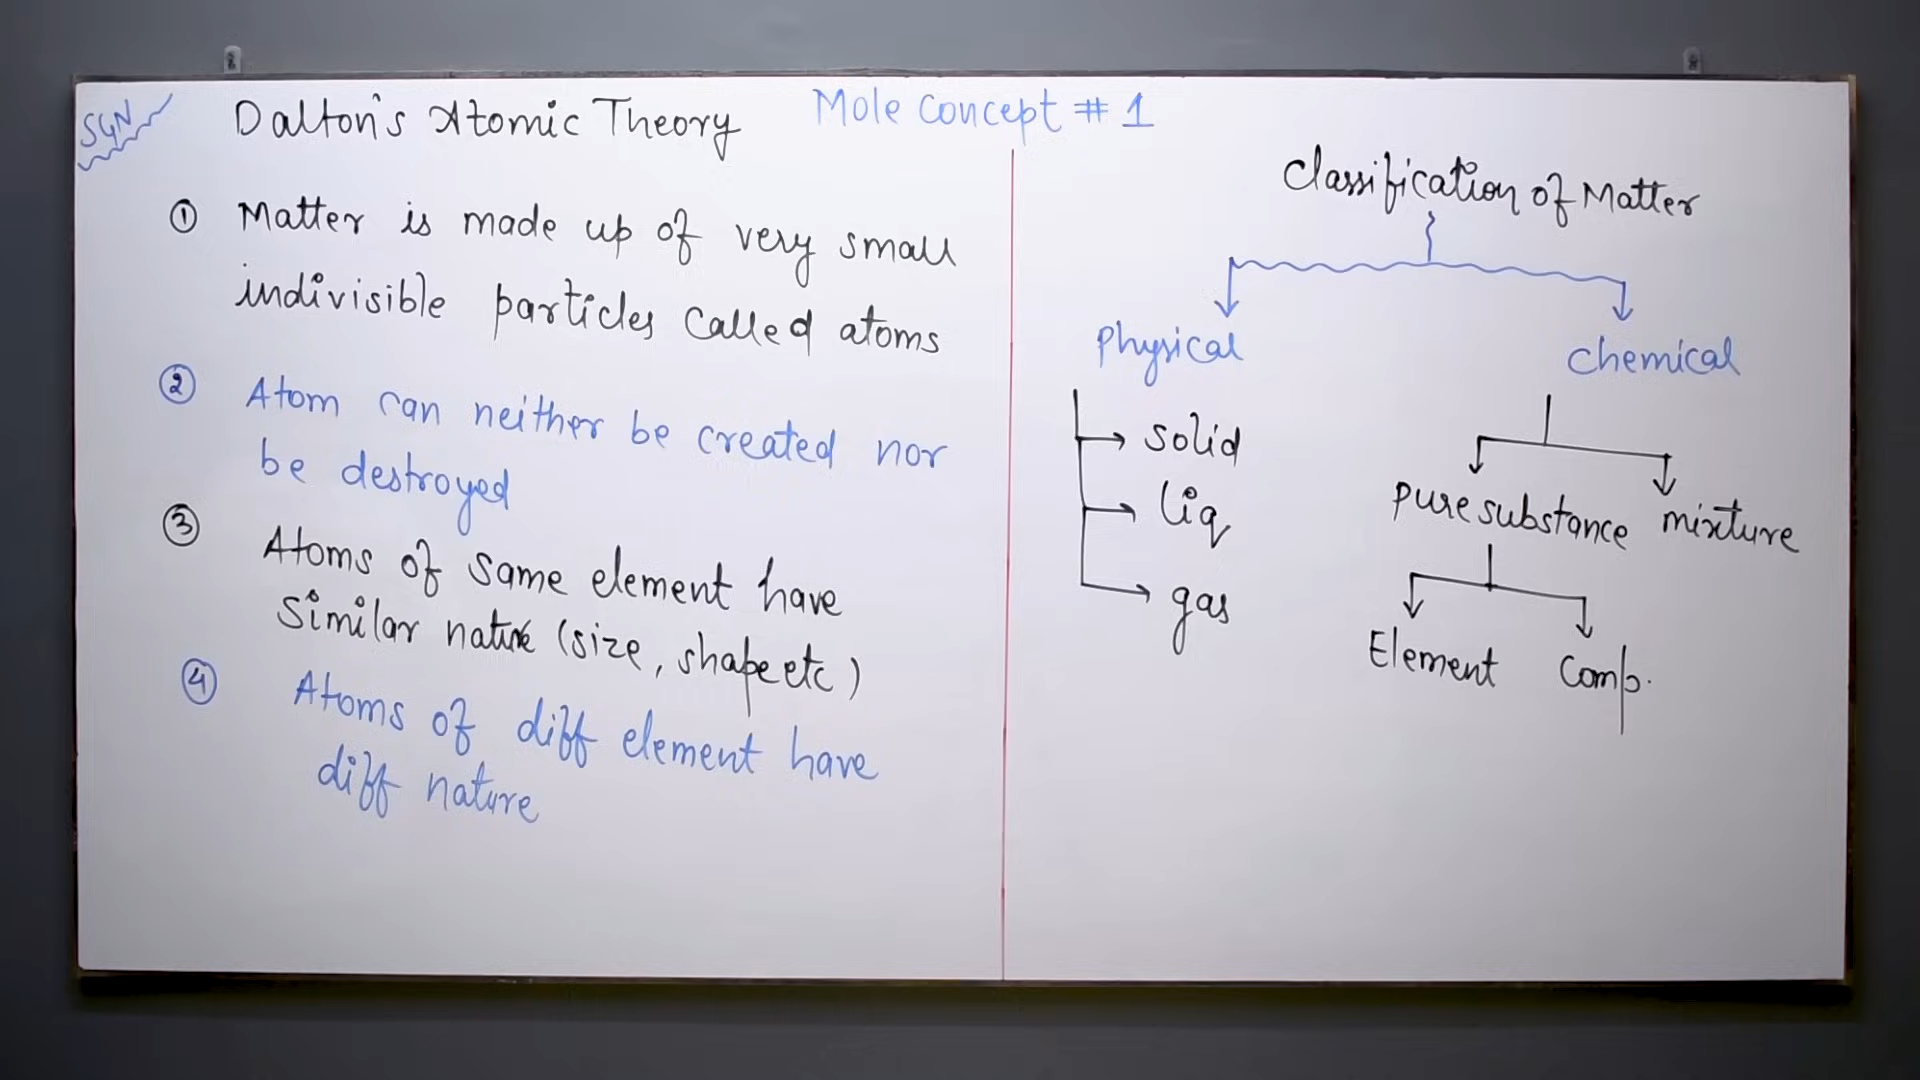 SGN
Dalton's Atomic Theory
Mole Concept # 1
① Matter is made up of very small
indivisible particles called atoms
② Atom can neither be created nor
be destroyed
③ Atoms of same element have
similar nature (size, shape etc)
④ Atoms of diff element have
diff nature
Classification of Matter
Physical
Chemical
solid
liq
gas
pure substance
mixture
Element
Comp.